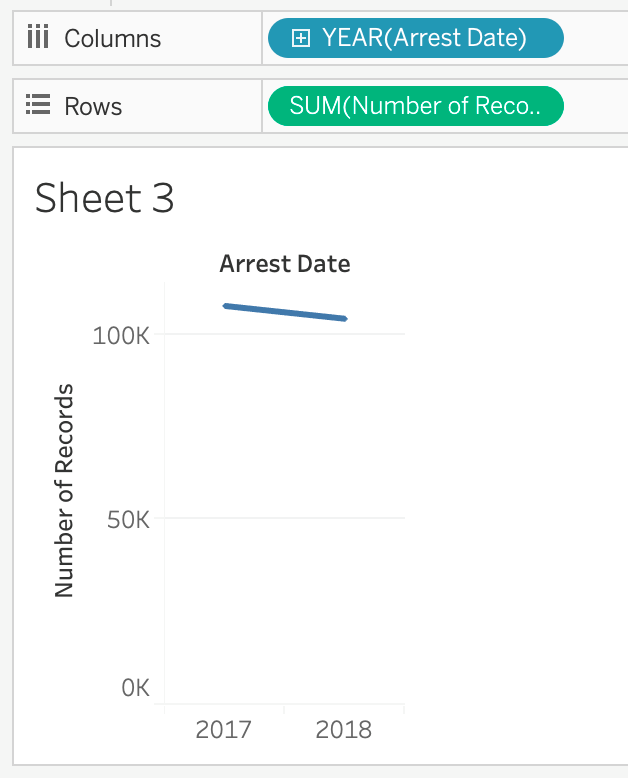 Columns
YEAR(Arrest Date)
Rows
SUM(Number of Reco..
Sheet 3
Arrest Date
100K
50K
0K
Number of Records
2017 2018